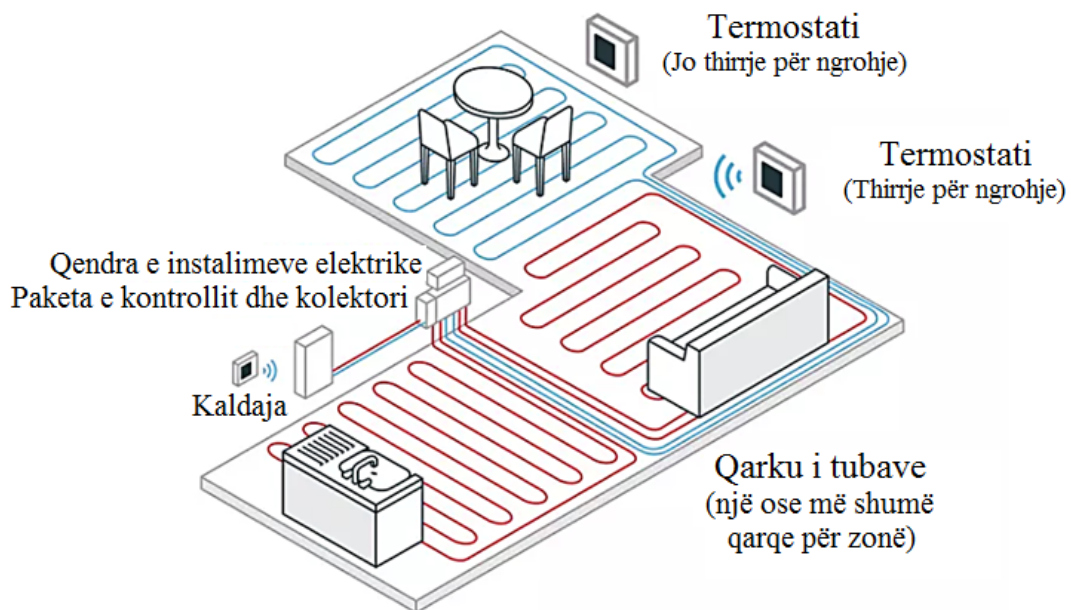 Termostati
(Jo thirrje për ngrohje)
Termostati
(Thirrje për ngrohje)
Qendra e instalimeve elektrike
Paketa e kontrollit dhe kolektori
Kaldaja
Qarku i tubave
(një ose më shumë
qarqe për zonë)